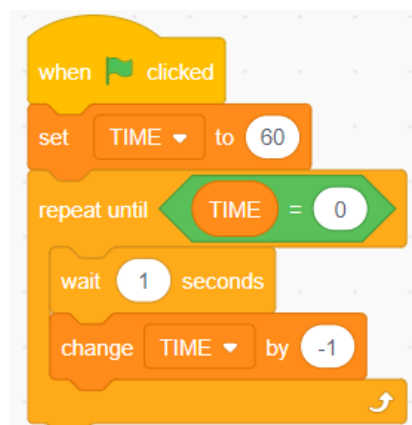 when clicked
set TIME to 60
repeat until TIME = 0
wait 1 seconds
change TIME by -1